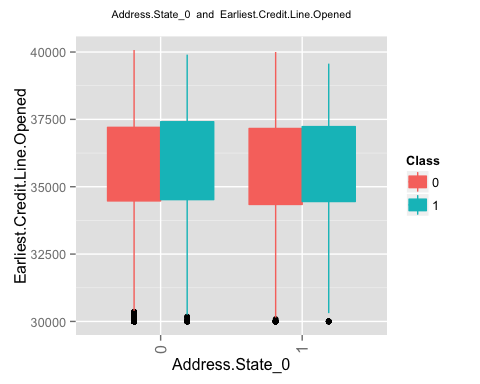 Address.State_0 and Earliest.Credit.Line.Opened
Earliest.Credit.Line.Opened
40000
37500
35000
32500
30000
0
1
Address.State_0
Class
0
1